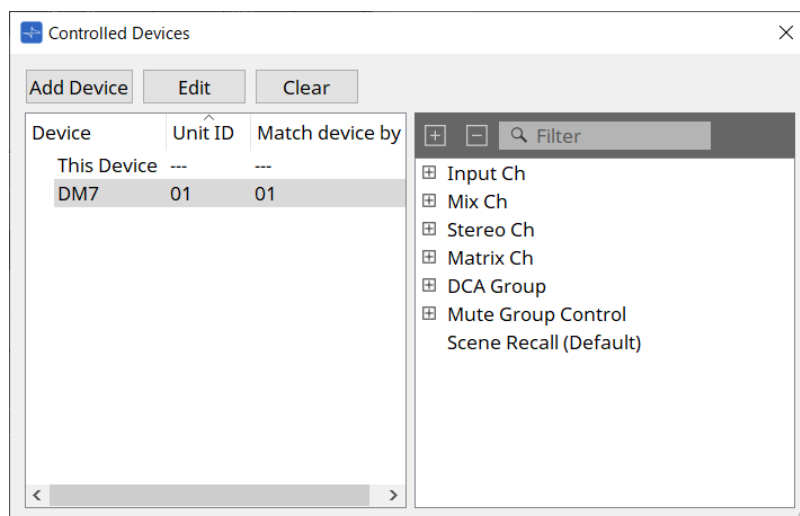 Controlled Devices
Add Device Edit Clear
Device Unit ID Match device by
This Device --- ---
DM7 01 01
Filter
Input Ch
Mix Ch
Stereo Ch
Matrix Ch
DCA Group
Mute Group Control
Scene Recall (Default)